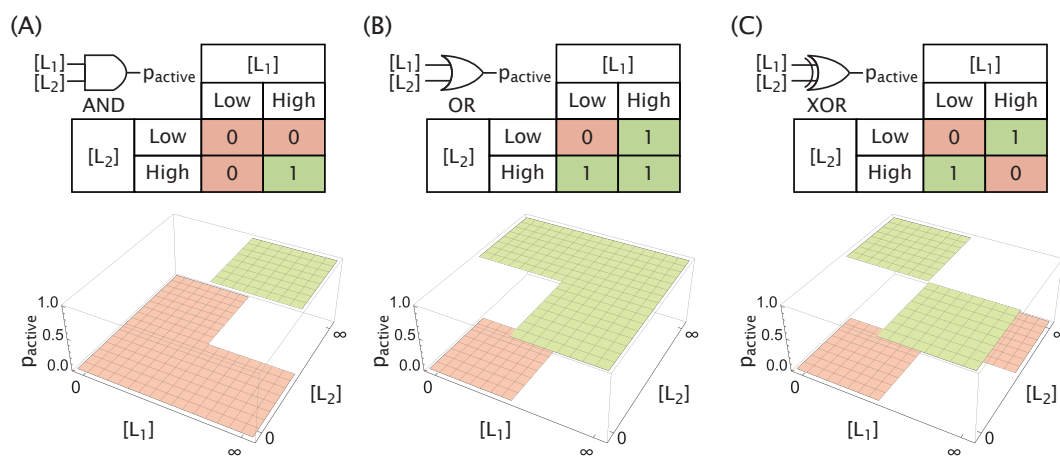 (A)
[L1]
[L2]
pactive
AND
[L1]
Low High
[L2]
Low 0 0
High 0 1
1.0
0.5
0.0
pactive
0
[L1]
∞
0
[L2]
∞
(B)
[L1]
[L2]
pactive
OR
[L1]
Low High
[L2]
Low 0 1
High 1 1
1.0
0.5
0.0
pactive
0
[L1]
∞
0
[L2]
∞
(C)
[L1]
[L2]
pactive
XOR
[L1]
Low High
[L2]
Low 0 1
High 1 0
1.0
0.5
0.0
pactive
0
[L1]
∞
0
[L2]
∞